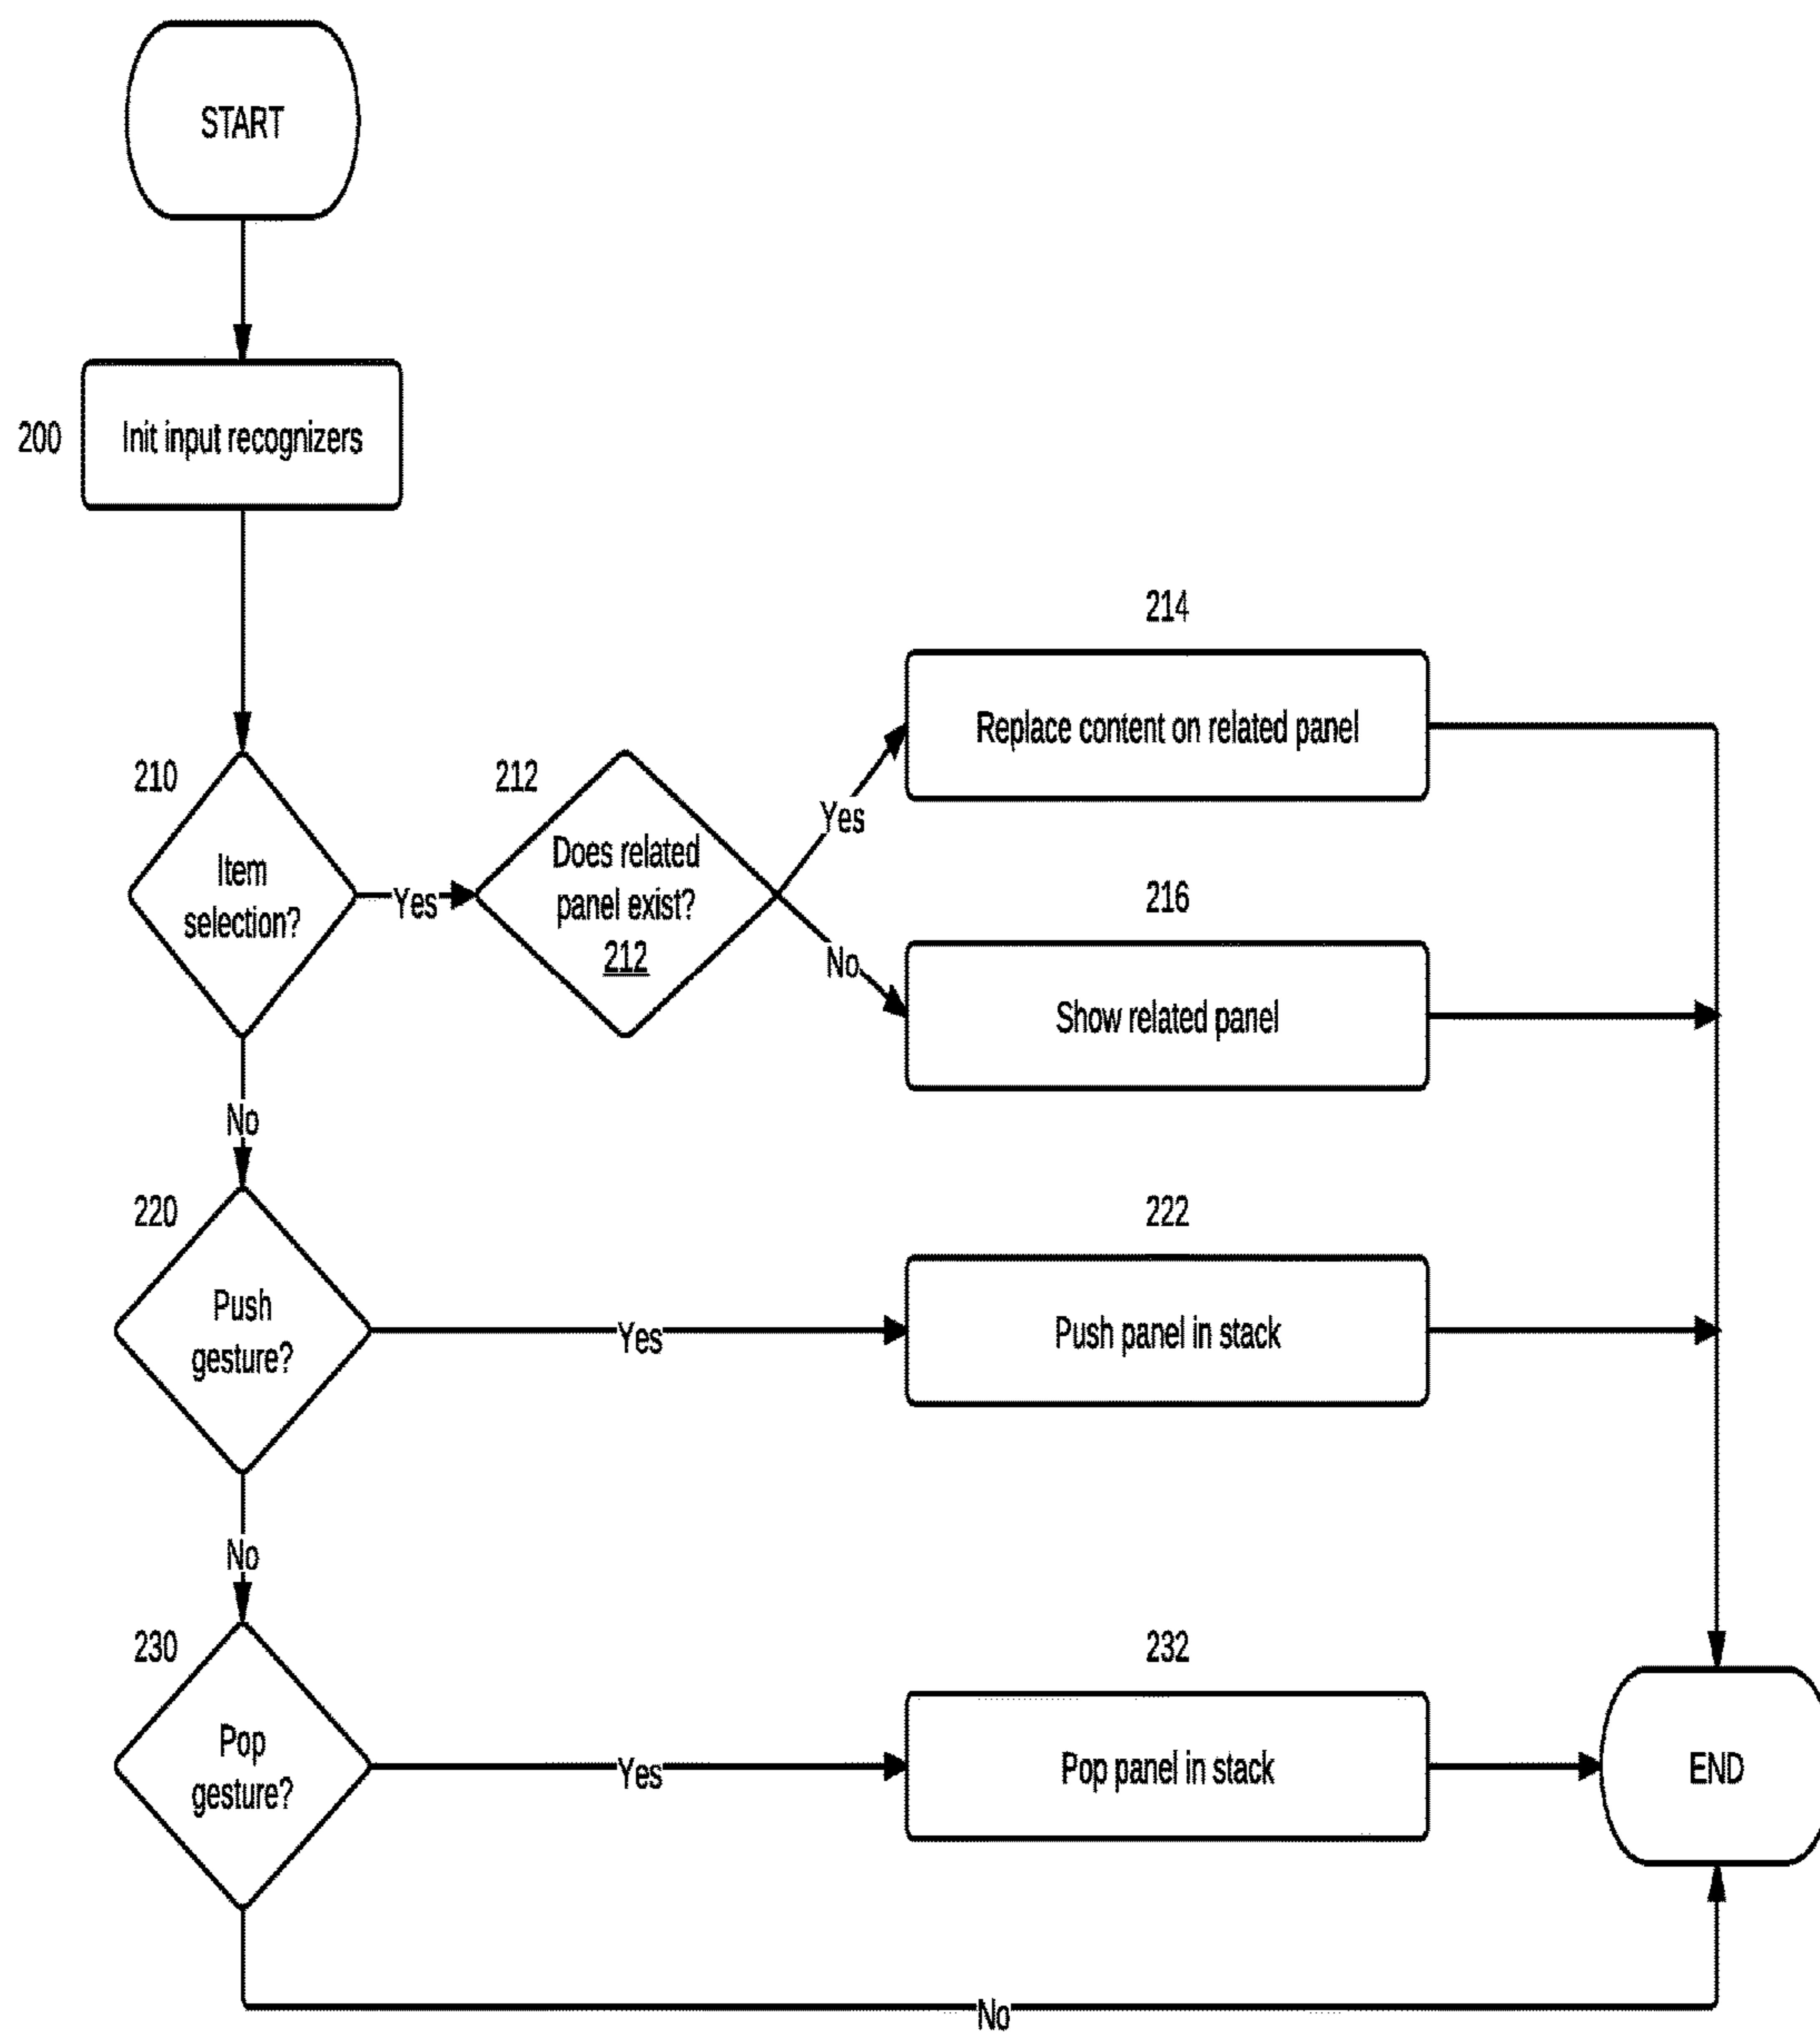 START
200
Init input recognizers
214
Replace content on related panel
210
Item
selection?
Yes
212
Does related
panel exist?
212
Yes
No
216
Show related panel
No
220
Push
gesture?
Yes
222
Push panel in stack
No
230
Pop
gesture?
Yes
232
Pop panel in stack
END
No